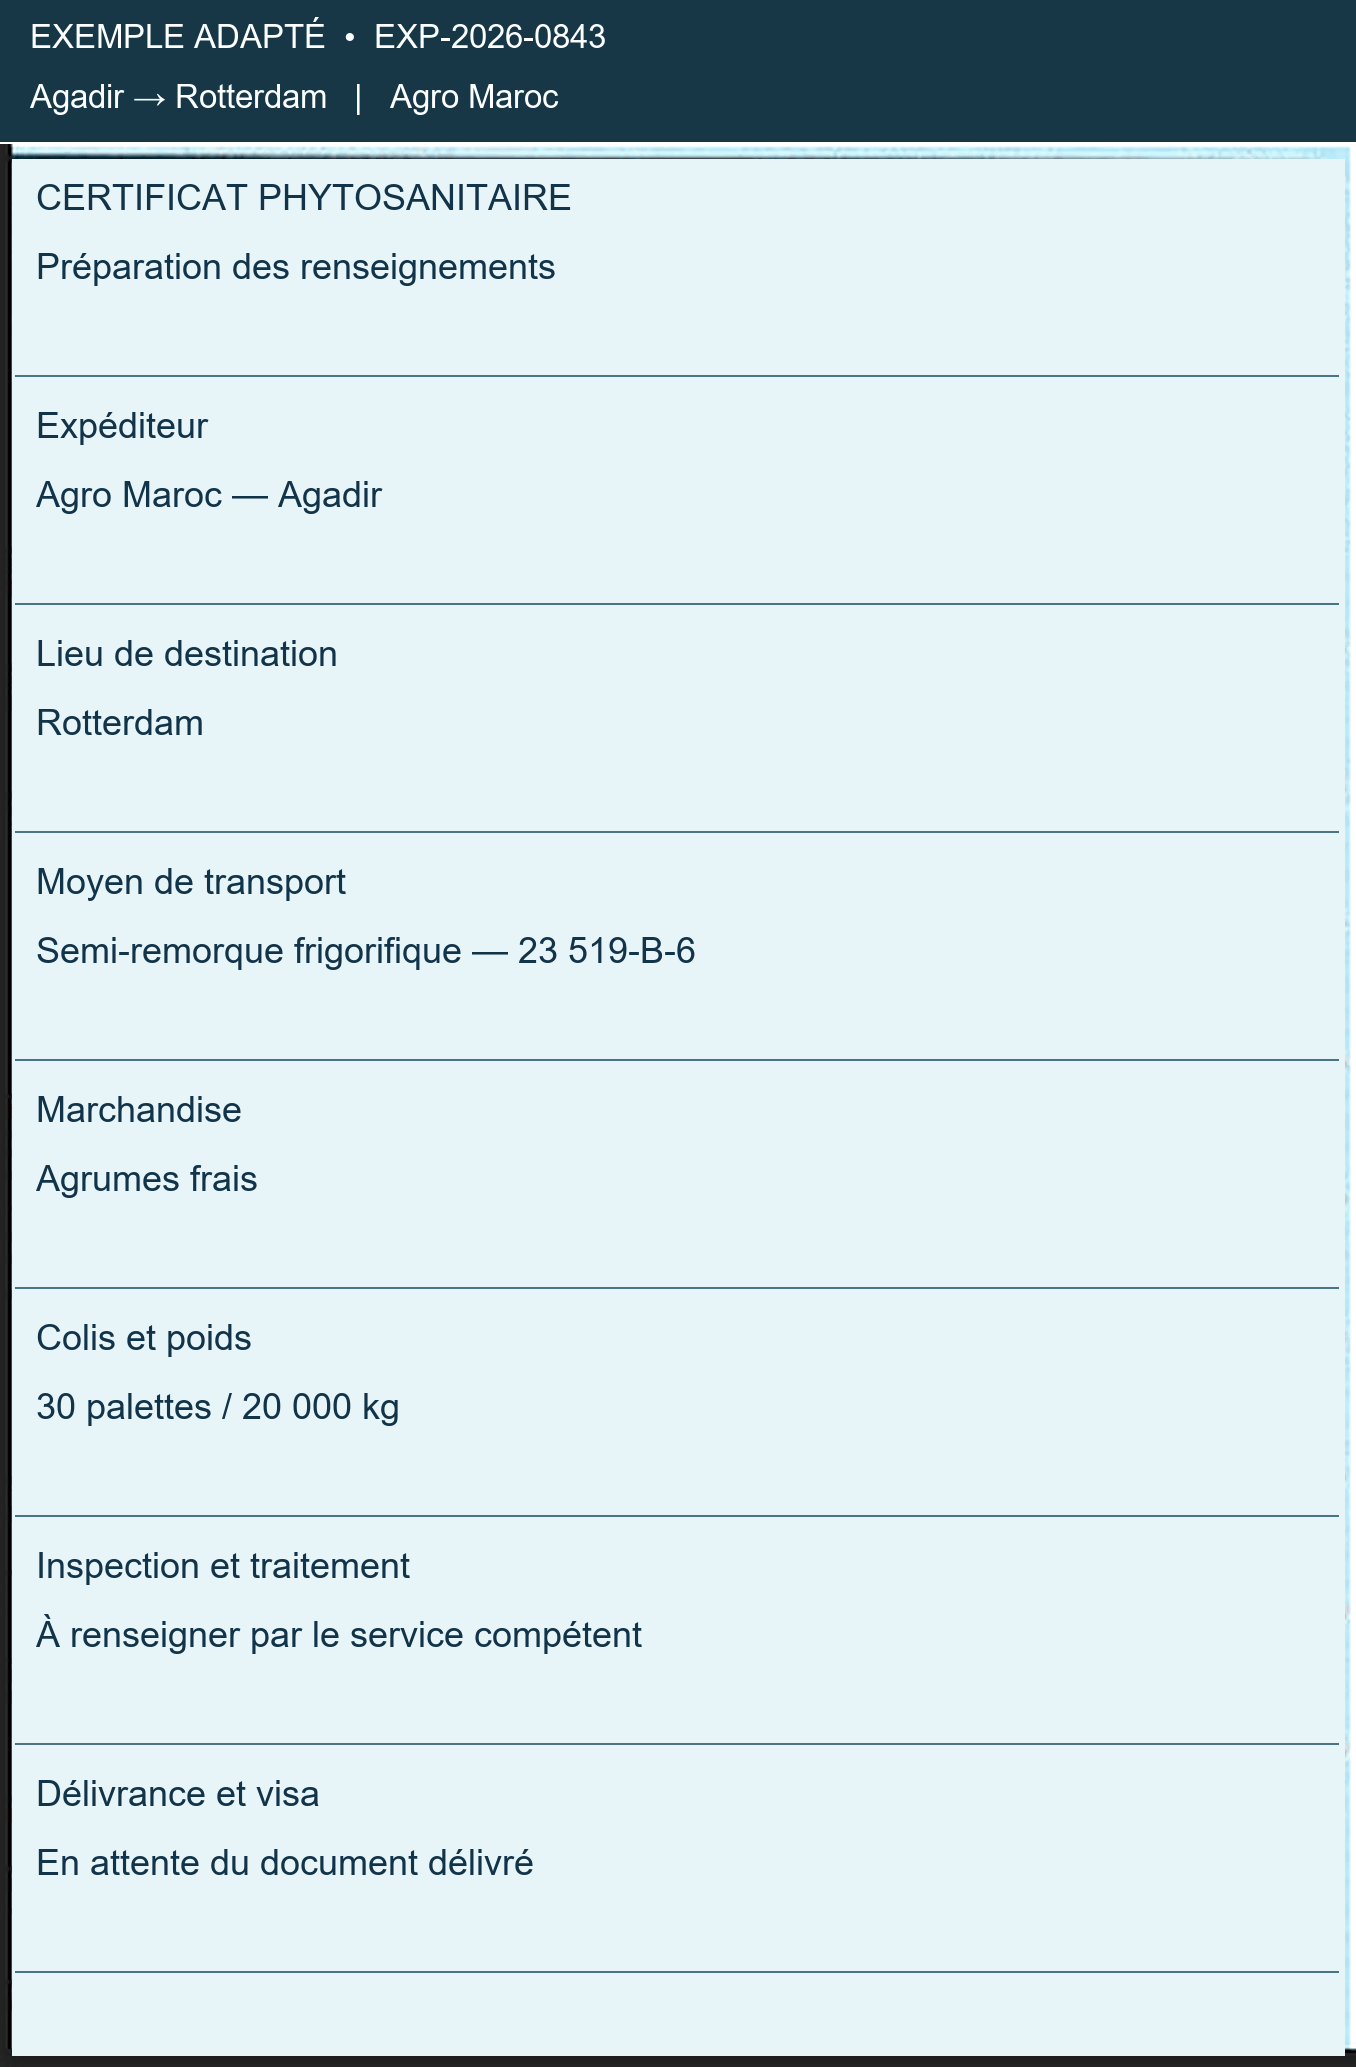 EXEMPLE ADAPTÉ • EXP-2026-0843
Agadir → Rotterdam | Agro Maroc
CERTIFICAT PHYTOSANITAIRE
Préparation des renseignements
Expéditeur
Agro Maroc — Agadir
Lieu de destination
Rotterdam
Moyen de transport
Semi-remorque frigorifique — 23 519-B-6
Marchandise
Agrumes frais
Colis et poids
30 palettes / 20 000 kg
Inspection et traitement
À renseigner par le service compétent
Délivrance et visa
En attente du document délivré